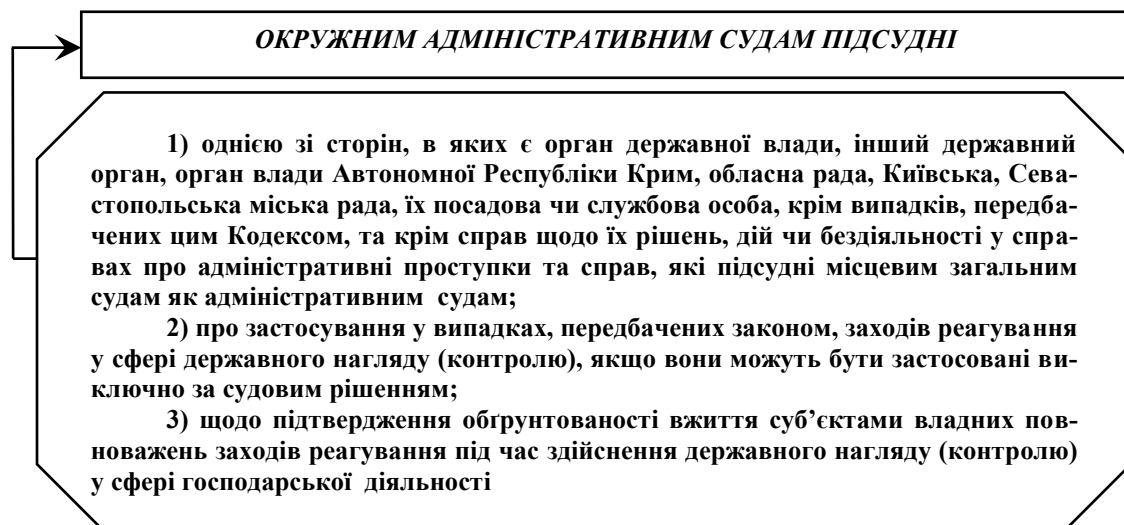 ОКРУЖНИМ АДМІНІСТРАТИВНИМ СУДАМ ПІДСУДНІ
1) однією зі сторін, в яких є орган державної влади, інший державний
орган, орган влади Автономної Республіки Крим, обласна рада, Київська, Сева-
стопольська міська рада, їх посадова чи службова особа, крім випадків, передба-
чених цим Кодексом, та крім справ щодо їх рішень, дій чи бездіяльності у спра-
вах про адміністративні проступки та справ, які підсудні місцевим загальним
судам як адміністративним судам;
2) про застосування у випадках, передбачених законом, заходів реагування
у сфері державного нагляду (контролю), якщо вони можуть бути застосовані ви-
ключно за судовим рішенням;
3) щодо підтвердження обґрунтованості вжиття суб’єктами владних пов-
новажень заходів реагування під час здійснення державного нагляду (контролю)
у сфері господарської діяльності